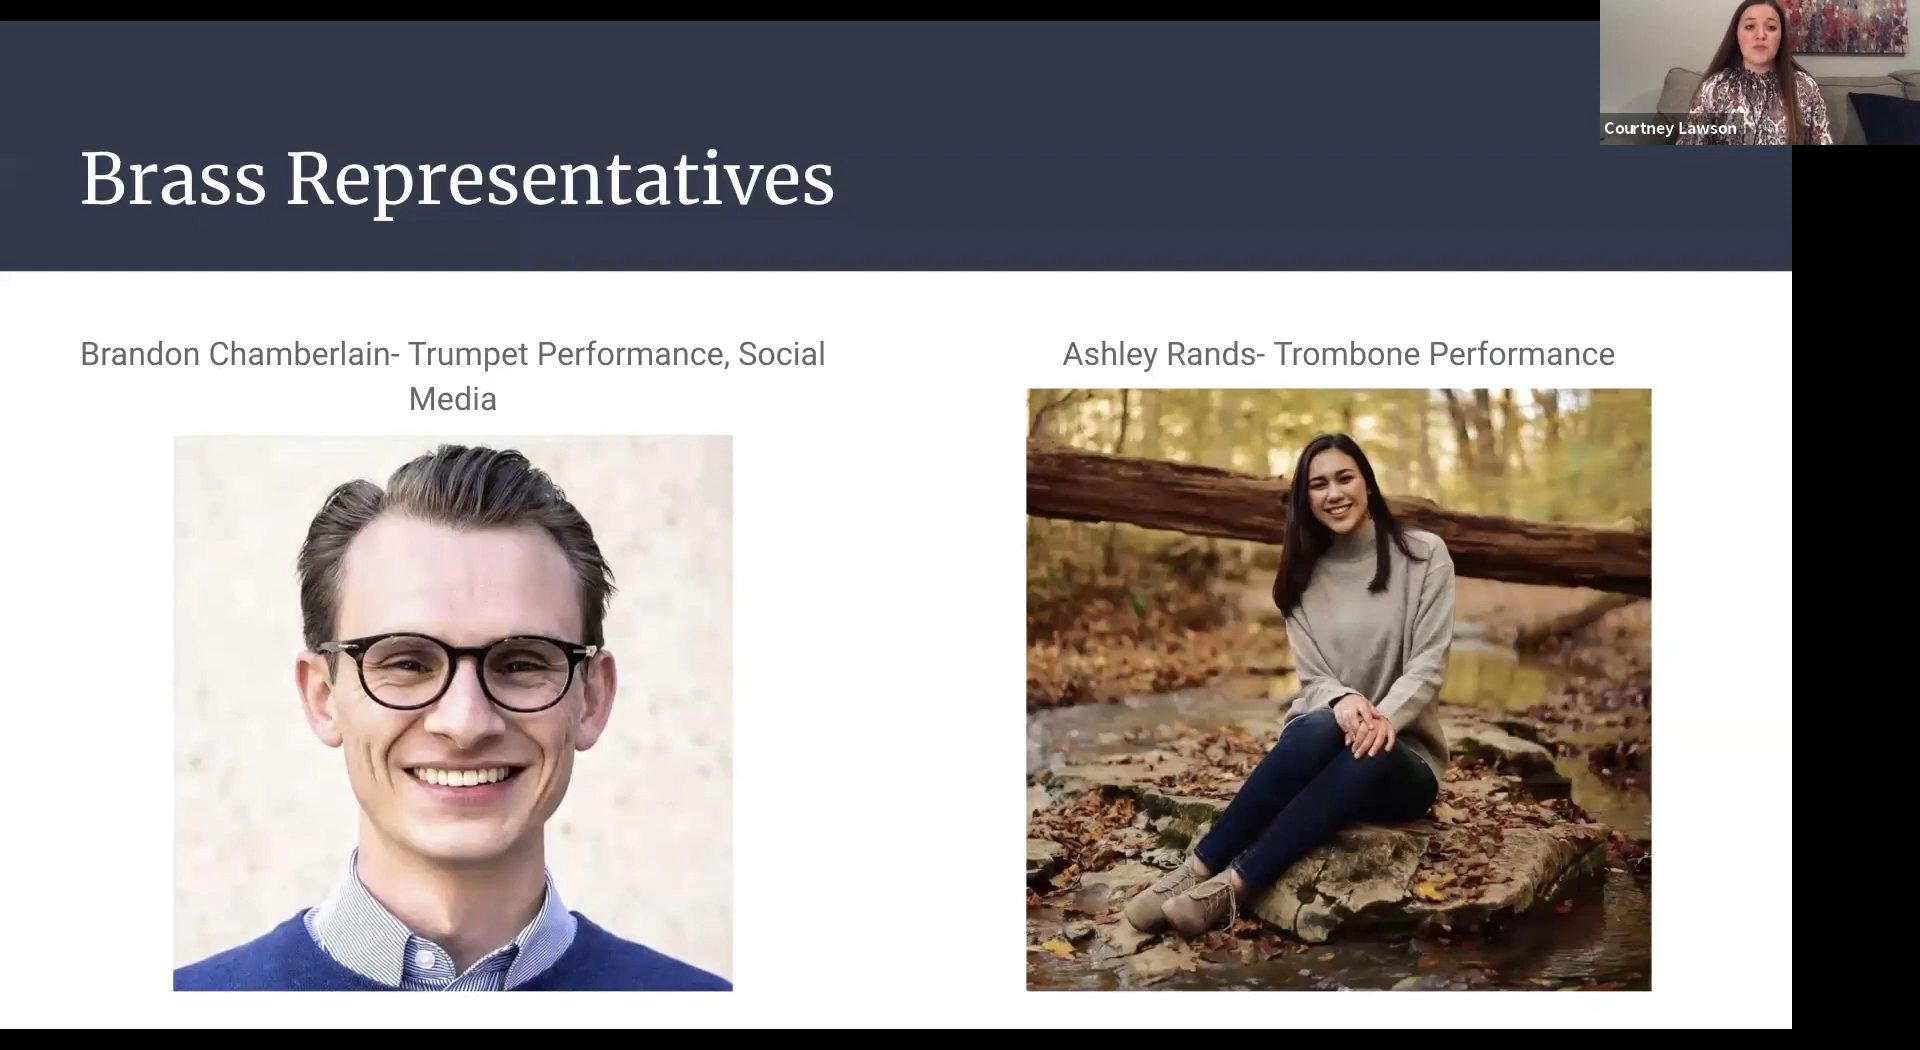 Courtney Lawson
Brass Representatives
Brandon Chamberlain- Trumpet Performance, Social
Media
Ashley Rands- Trombone Performance